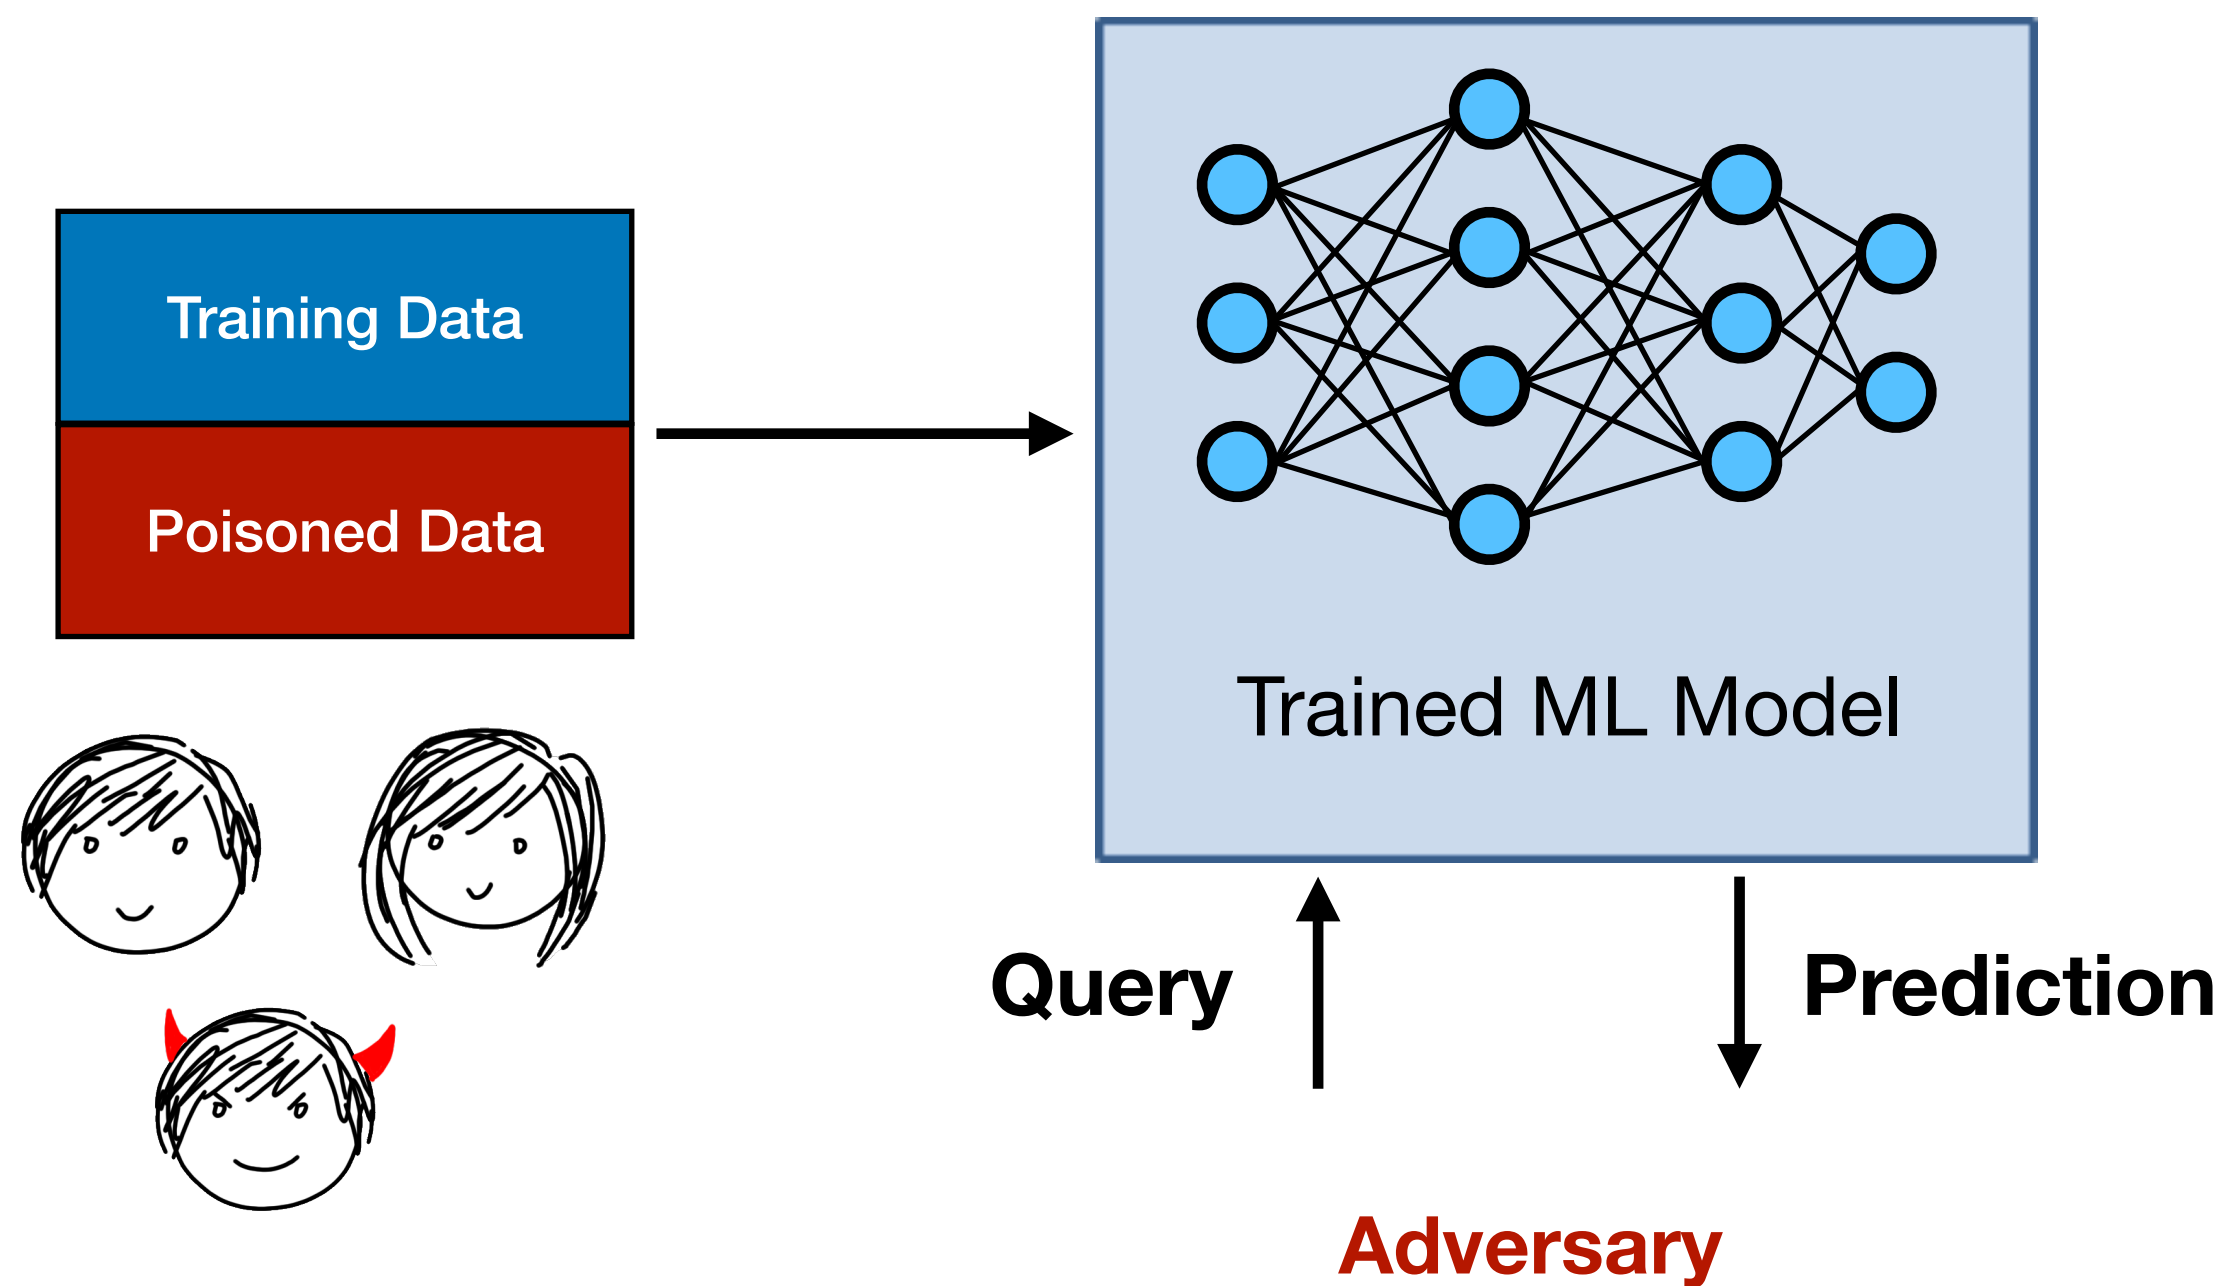 Training Data
Poisoned Data
Trained ML Model
Query
Prediction
Adversary